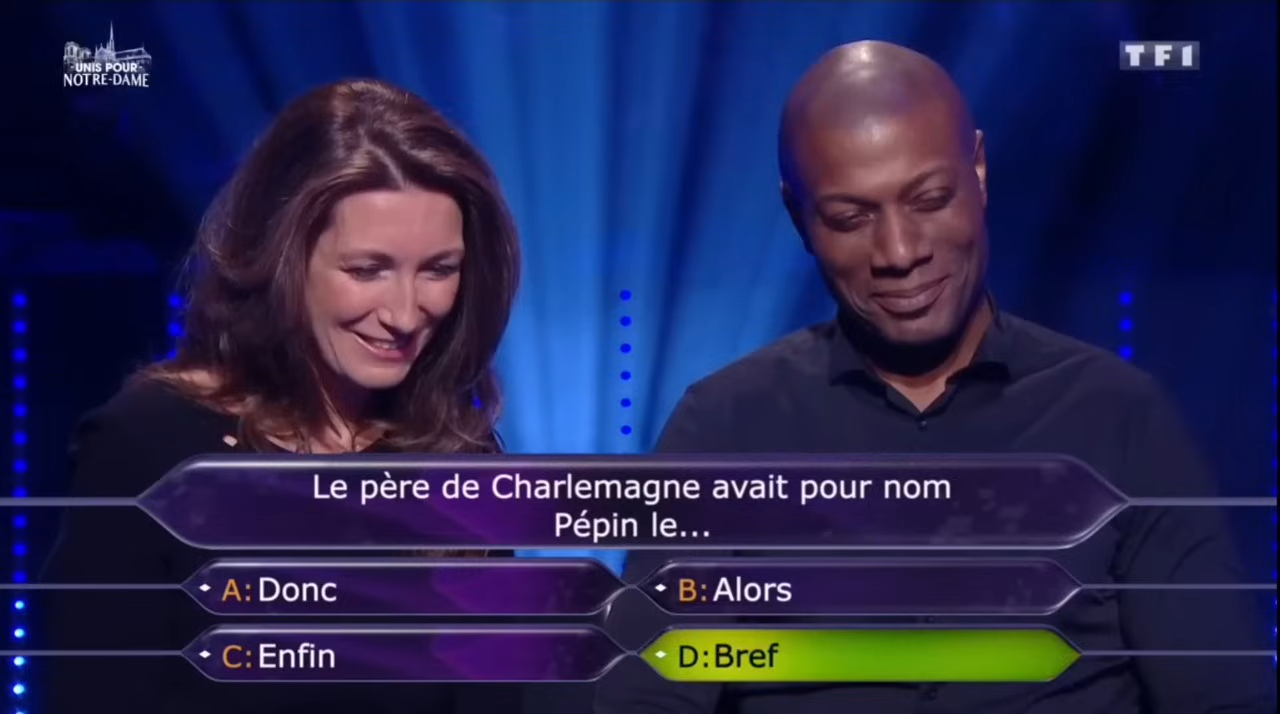 UNIS POUR
NOTRE-DAME
TF1
Le père de Charlemagne avait pour nom
Pépin le...
A: Donc
B: Alors
C: Enfin
D: Bref